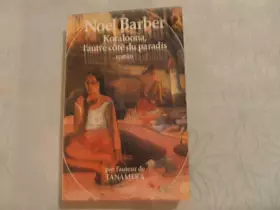 Noel Barber
Koraloona,
l'autre côté du paradis
roman
par l'auteur de
TANAMERA